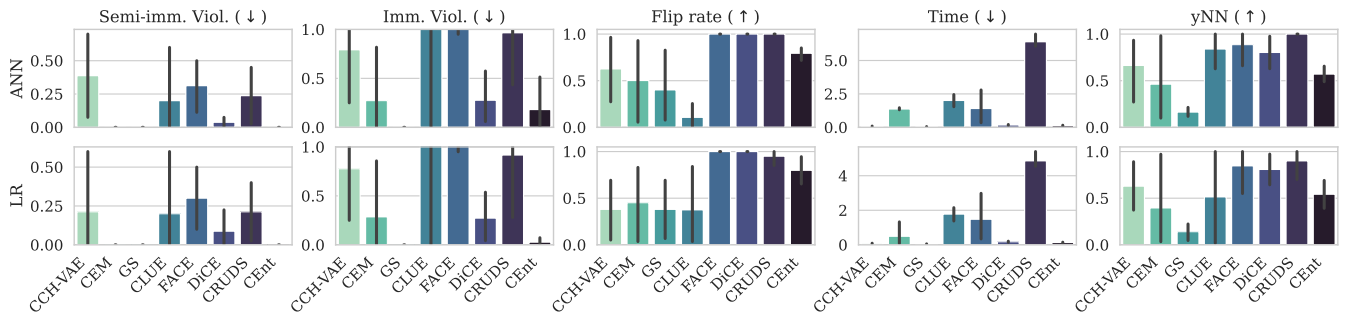 Semi-imm. Viol. (↓) Imm. Viol. (↓) Flip rate (↑) Time (↓) yNN (↑)
ANN
0.50 1.0 1.0 5.0 1.0
0.25 0.5 0.5 2.5 0.5
0.00 0.0 0.0 0.0 0.0
LR
0.50 1.0 1.0 4 1.0
0.25 0.5 0.5 2 0.5
0.00 0.0 0.0 0 0.0
CCH-VAE CEM GS CLUE FACE DiCE CRUDS CEnt
CCH-VAE CEM GS CLUE FACE DiCE CRUDS CEnt
CCH-VAE CEM GS CLUE FACE DiCE CRUDS CEnt
CCH-VAE CEM GS CLUE FACE DiCE CRUDS CEnt
CCH-VAE CEM GS CLUE FACE DiCE CRUDS CEnt